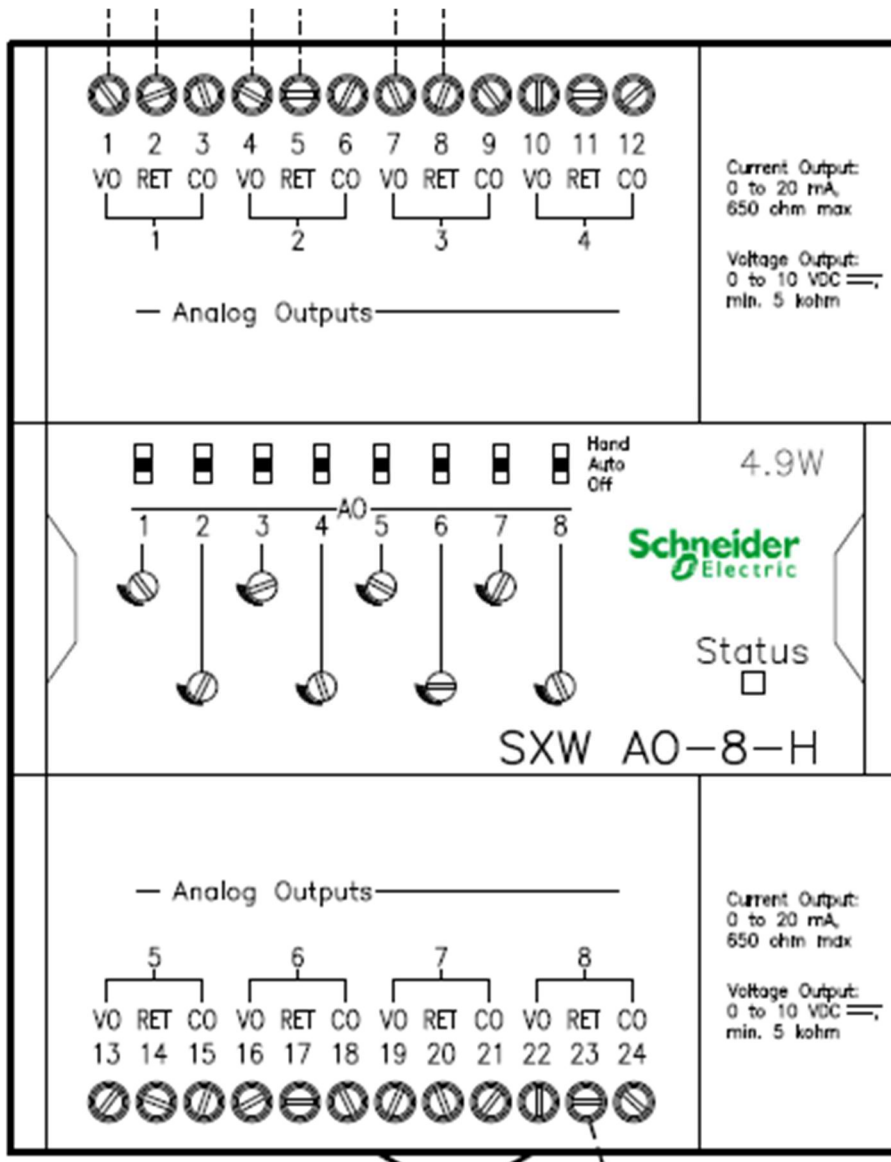 1 2 3 4 5 6 7 8 9 10 11 12
VO RET CO VO RET CO VO RET CO VO RET CO
1 2 3 4
Analog Outputs
Current Output:
0 to 20 mA,
650 ohm max
Voltage Output:
0 to 10 VDC
min. 5 kohm
Hand
Auto
Off
AO
1 2 3 4 5 6 7 8
4.9W
Schneider
Electric
Status
SXW AO-8-H
Analog Outputs
5 6 7 8
VO RET CO VO RET CO VO RET CO VO RET CO
13 14 15 16 17 18 19 20 21 22 23 24
Current Output:
0 to 20 mA,
650 ohm max
Voltage Output:
0 to 10 VDC
min. 5 kohm